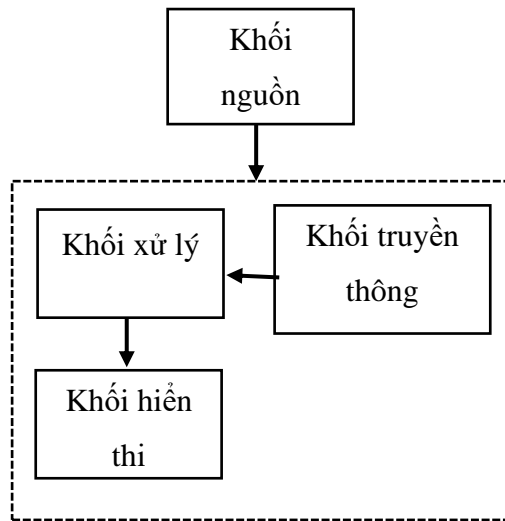 Khối
nguồn
Khối xử lý
Khối truyền
thông
Khối hiển
thi